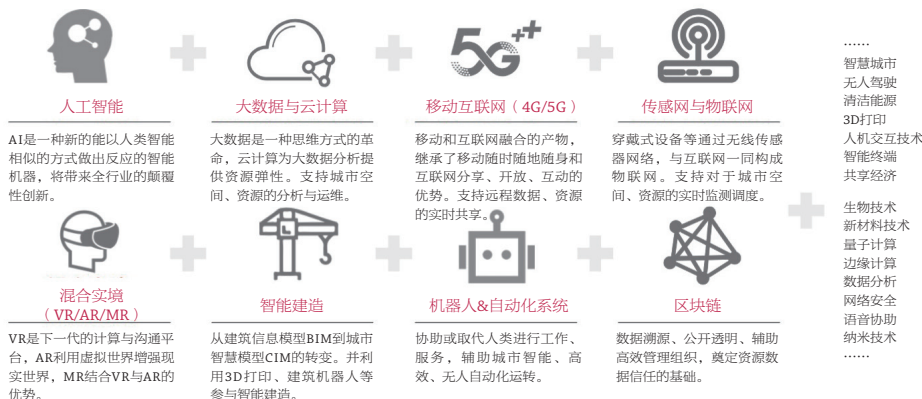 5G++
人工智能
AI是一种新的能以人类智能
相似的方式做出反应的智能
机器，将带来全行业的颠覆
性创新。
大数据与云计算
大数据是一种思维方式的革
命，云计算为大数据分析提
供资源弹性。支持城市空
间、资源的分析与运维。
移动互联网（4G/5G）
移动和互联网融合的产物，
继承了移动随时随地随身和
互联网分享、开放、互动的
优势。支持远程数据、资源
的实时共享。
传感网与物联网
穿戴式设备等通过无线传感
器网络，与互联网一同构成
物联网。支持对于城市空
间、资源的实时监测调度。
混合实境
（VR/AR/MR）
VR是下一代的计算与沟通平
台，AR利用虚拟世界增强现
实世界，MR结合VR与AR的
优势。
智能建造
从建筑信息模型BIM到城市
智慧模型CIM的转变。并利
用3D打印、建筑机器人等
参与智能建造。
机器人&自动化系统
协助或取代人类进行工作、
服务，辅助城市智能、高
效、无人自动化运转。
区块链
数据溯源、公开透明、辅助
高效管理组织，奠定资源数
据信任的基础。
……
智慧城市
无人驾驶
清洁能源
3D打印
人机交互技术
智能终端
共享经济
生物技术
新材料技术
量子计算
边缘计算
数据分析
网络安全
语音协助
纳米技术
……